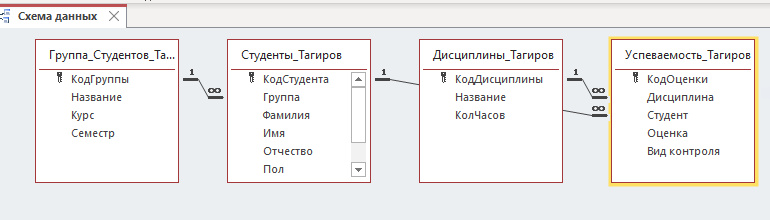 Схема данных
Группа_Студентов_Та...
КодГруппы
Название
Курс
Семестр
1
∞
Студенты_Тагиров
КодСтудента
Группа
Фамилия
Имя
Отчество
Пол
1
Дисциплины_Тагиров
КодДисциплины
Название
КолЧасов
1
∞
∞
Успеваемость_Тагиров
КодОценки
Дисциплина
Студент
Оценка
Вид контроля